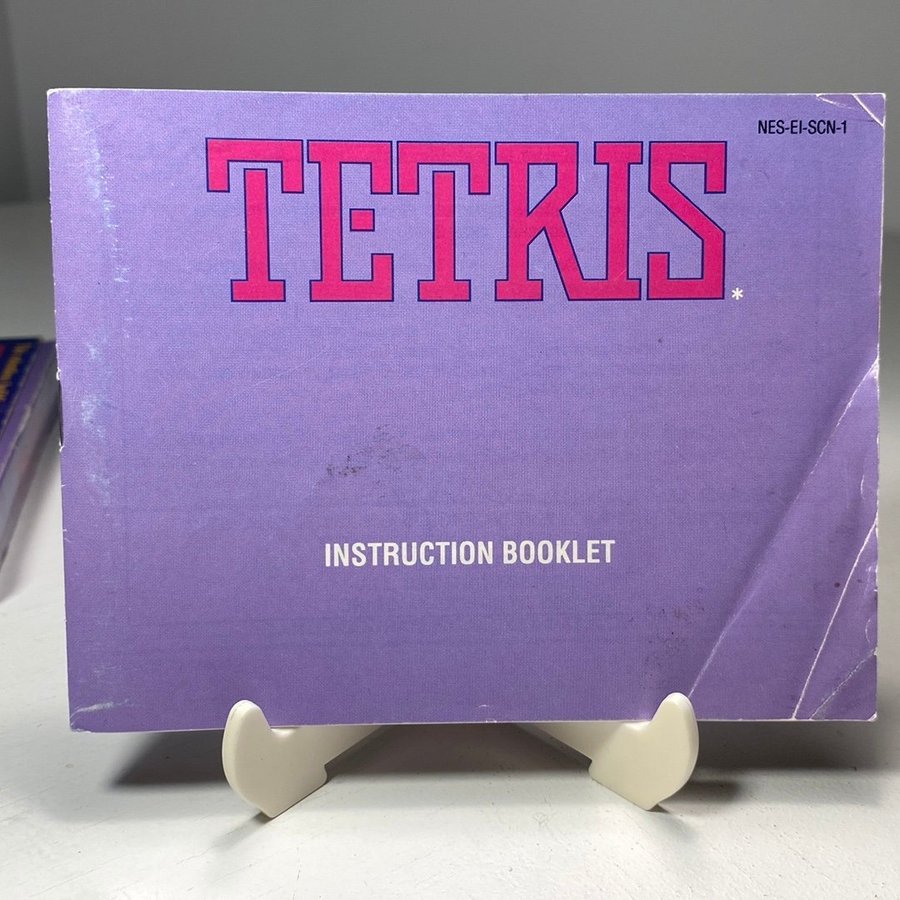 NES-EI-SCN-1
TETRIS*
INSTRUCTION BOOKLET